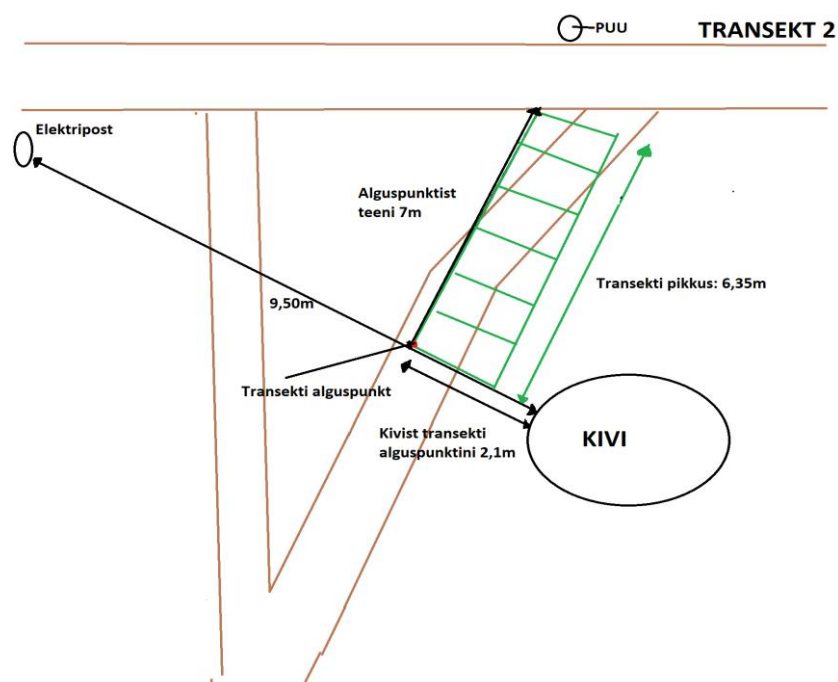 PUU
TRANSEKT 2
Elektripost
Alguspunktist
teeni 7m
Transekti pikkus: 6,35m
9,50m
Transekti alguspunkt
Kivist transekti
alguspunktini 2,1m
KIVI